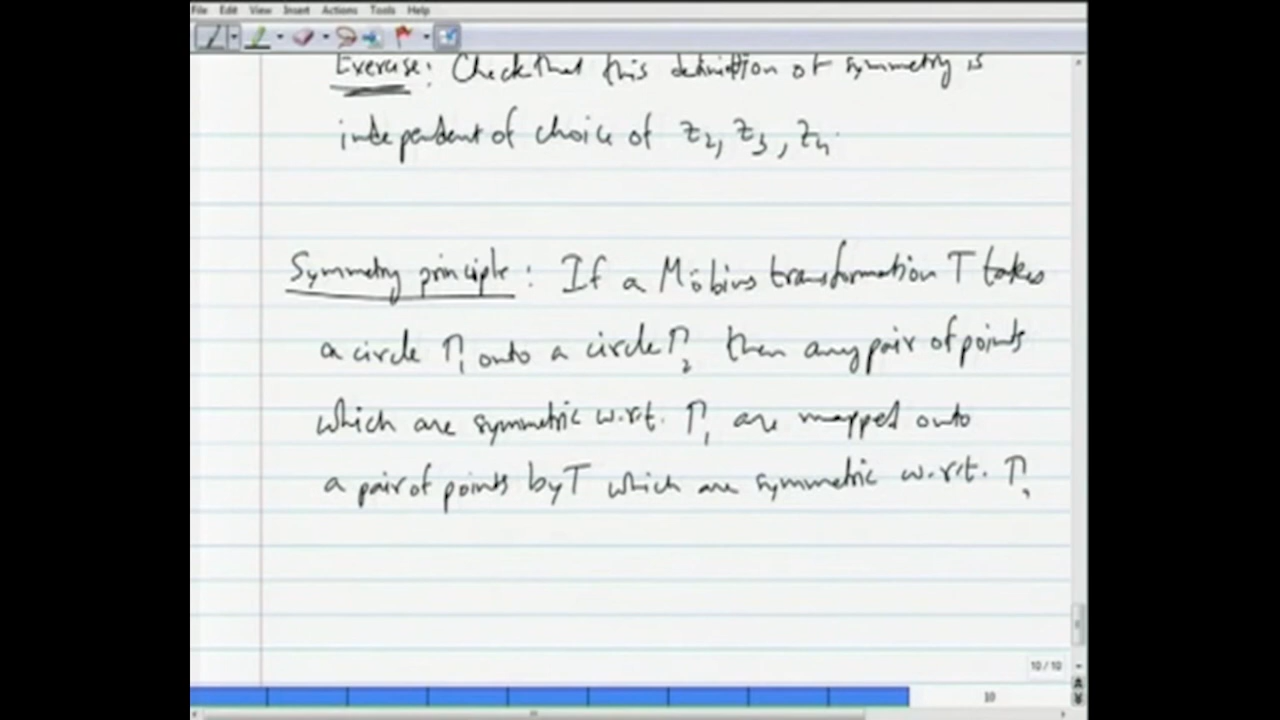 File Edit View Insert Actions Tools Help
Exercise: Check that this definition of symmetry is
independent of choice of z₂, z₃, z₄.
Symmetry principle: If a Möbius transformation T takes
a circle Γ₁ onto a circle Γ₂ then any pair of points
which are symmetric w.r.t. Γ₁ are mapped onto
a pair of points by T which are symmetric w.r.t. Γ₂
10 / 10
10